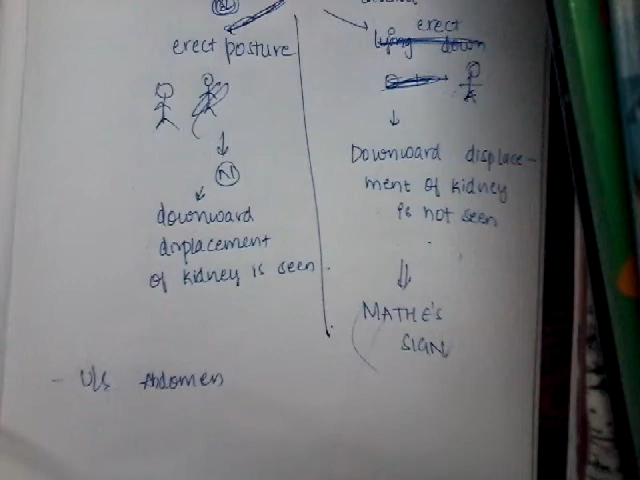 N
erect posture
N
downward
displacement
of kidney is seen.
erect
lying down
Downward displace-
ment of kidney
is not seen
MATHE's
SIGN
- U/s Abdomen